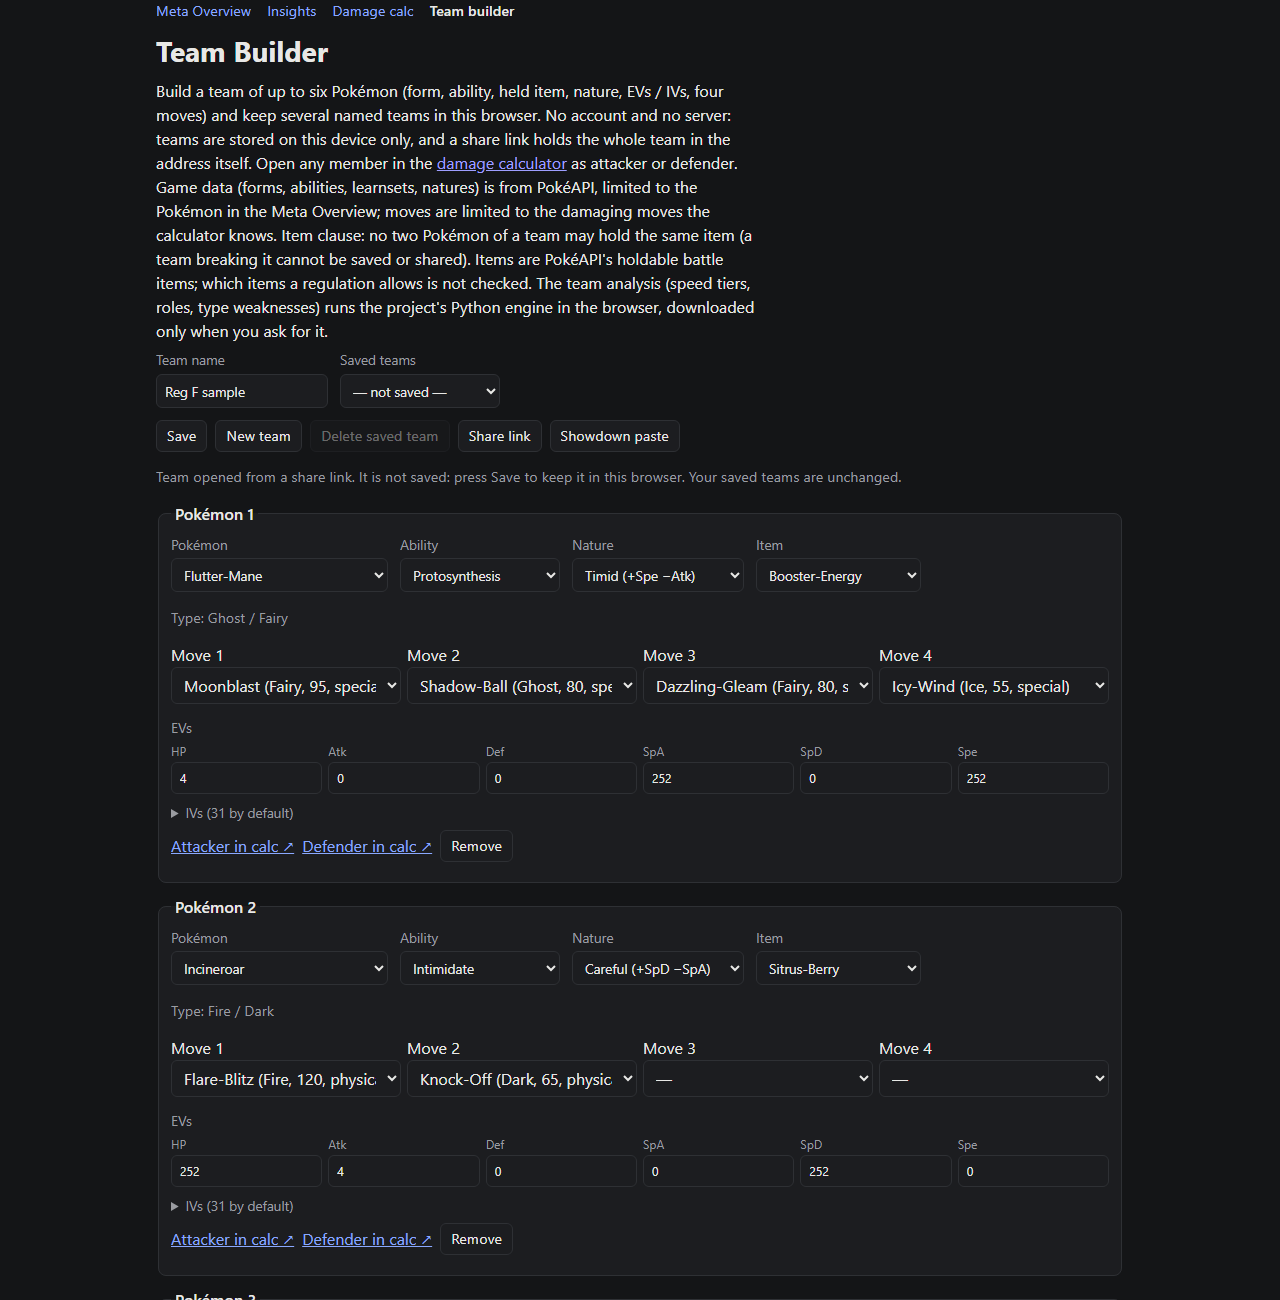 Meta Overview Insights Damage calc Team builder
Team Builder
Build a team of up to six Pokémon (form, ability, held item, nature, EVs / IVs, four
moves) and keep several named teams in this browser. No account and no server:
teams are stored on this device only, and a share link holds the whole team in the
address itself. Open any member in the damage calculator as attacker or defender.
Game data (forms, abilities, learnsets, natures) is from PokéAPI, limited to the
Pokémon in the Meta Overview; moves are limited to the damaging moves the
calculator knows. Item clause: no two Pokémon of a team may hold the same item (a
team breaking it cannot be saved or shared). Items are PokéAPI's holdable battle
items; which items a regulation allows is not checked. The team analysis (speed tiers,
roles, type weaknesses) runs the project's Python engine in the browser, downloaded
only when you ask for it.
Team name Saved teams
Reg F sample — not saved —
Save New team Delete saved team Share link Showdown paste
Team opened from a share link. It is not saved: press Save to keep it in this browser. Your saved teams are unchanged.
Pokémon 1
Pokémon Ability Nature Item
Flutter-Mane Protosynthesis Timid (+Spe −Atk) Booster-Energy
Type: Ghost / Fairy
Move 1 Move 2 Move 3 Move 4
Moonblast (Fairy, 95, specia Shadow-Ball (Ghost, 80, spe Dazzling-Gleam (Fairy, 80, s Icy-Wind (Ice, 55, special)
EVs
HP Atk Def SpA SpD Spe
4 0 0 252 0 252
▶ IVs (31 by default)
Attacker in calc ↗ Defender in calc ↗ Remove
Pokémon 2
Pokémon Ability Nature Item
Incineroar Intimidate Careful (+SpD −SpA) Sitrus-Berry
Type: Fire / Dark
Move 1 Move 2 Move 3 Move 4
Flare-Blitz (Fire, 120, physica Knock-Off (Dark, 65, physica — —
EVs
HP Atk Def SpA SpD Spe
252 4 0 0 252 0
▶ IVs (31 by default)
Attacker in calc ↗ Defender in calc ↗ Remove
Pokémon 3